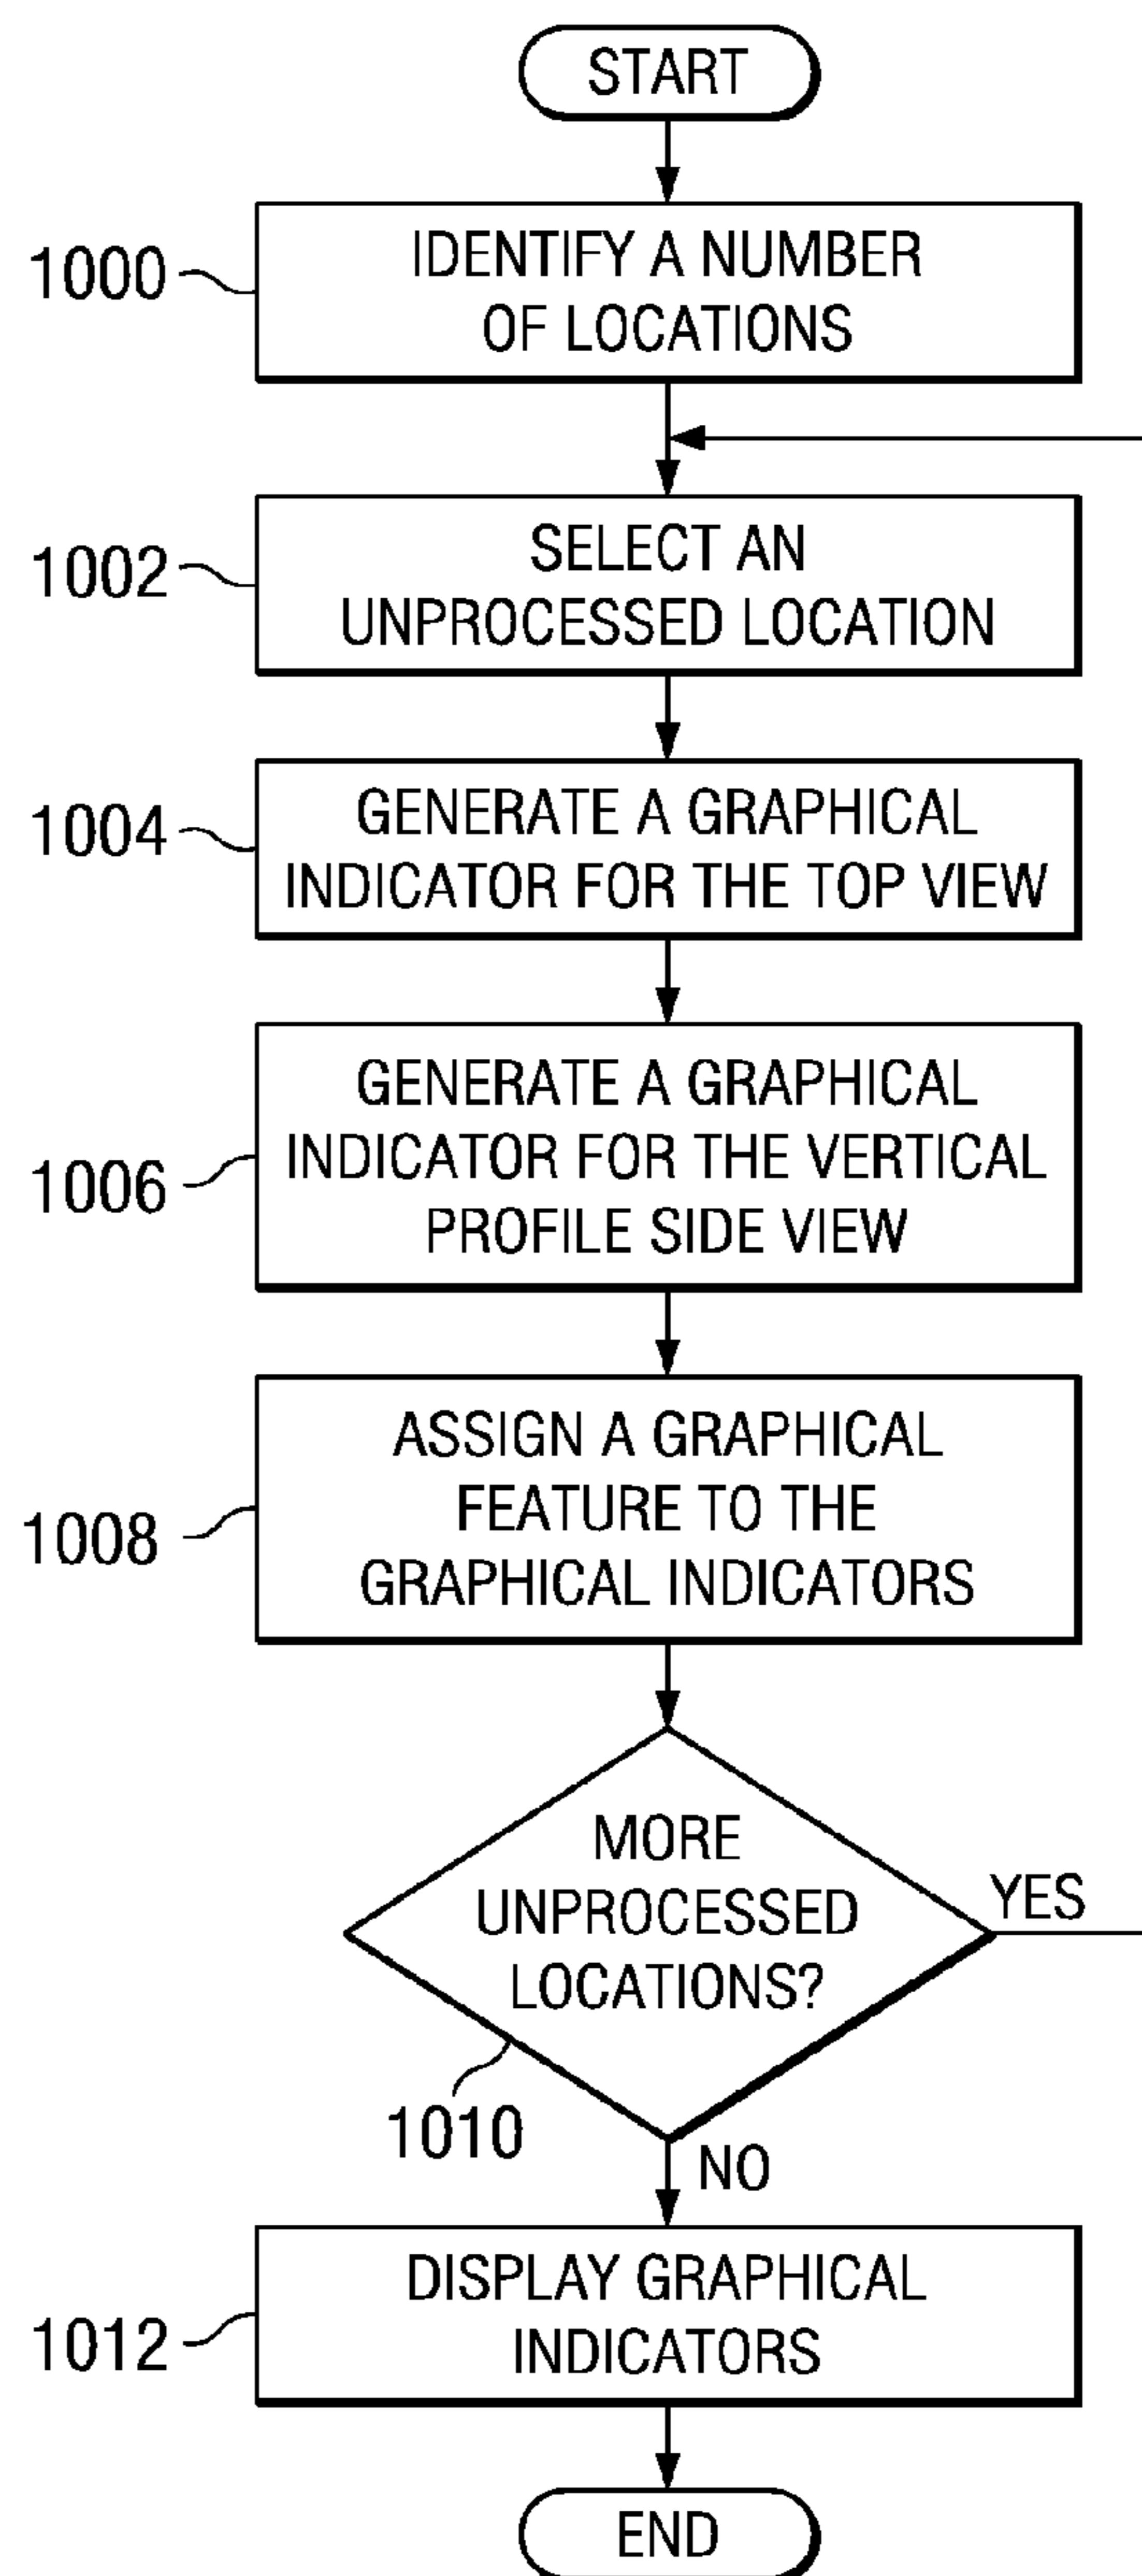 START
1000
IDENTIFY A NUMBER
OF LOCATIONS
1002
SELECT AN
UNPROCESSED LOCATION
1004
GENERATE A GRAPHICAL
INDICATOR FOR THE TOP VIEW
1006
GENERATE A GRAPHICAL
INDICATOR FOR THE VERTICAL
PROFILE SIDE VIEW
1008
ASSIGN A GRAPHICAL
FEATURE TO THE
GRAPHICAL INDICATORS
MORE
UNPROCESSED
LOCATIONS?
YES
1010
NO
1012
DISPLAY GRAPHICAL
INDICATORS
END